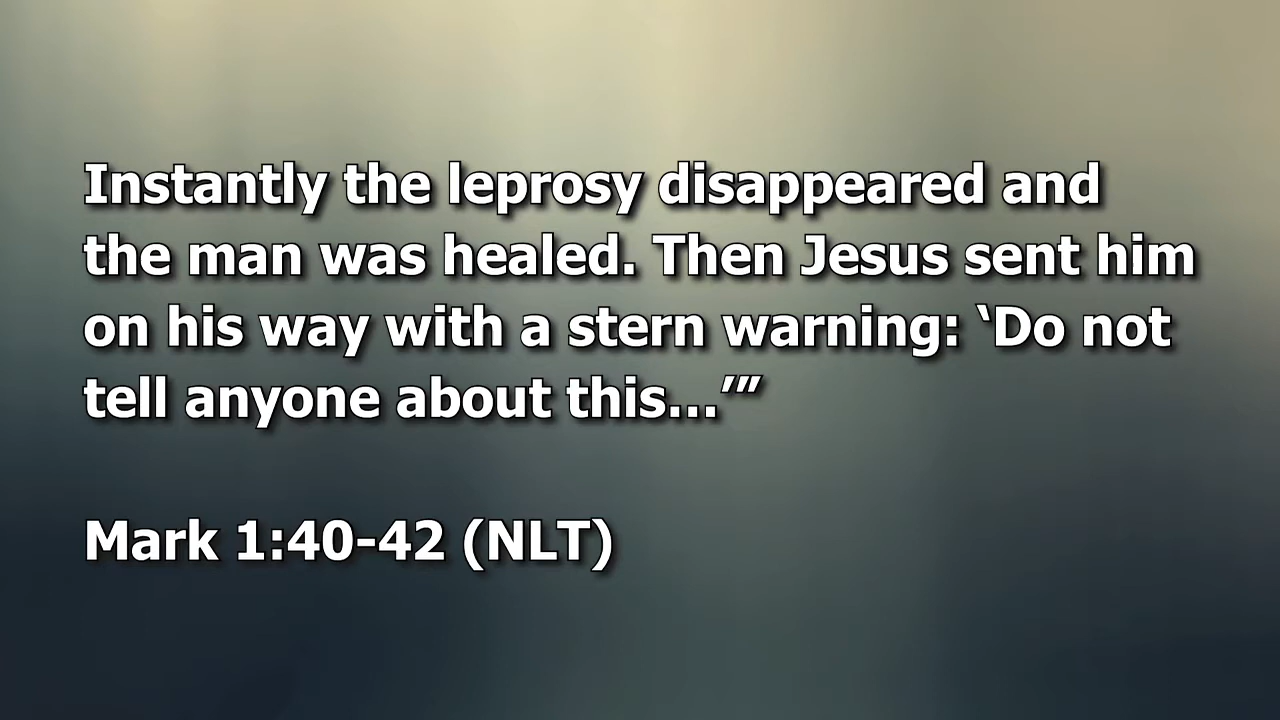 Instantly the leprosy disappeared and
the man was healed. Then Jesus sent him
on his way with a stern warning: ‘Do not
tell anyone about this...’”
Mark 1:40-42 (NLT)